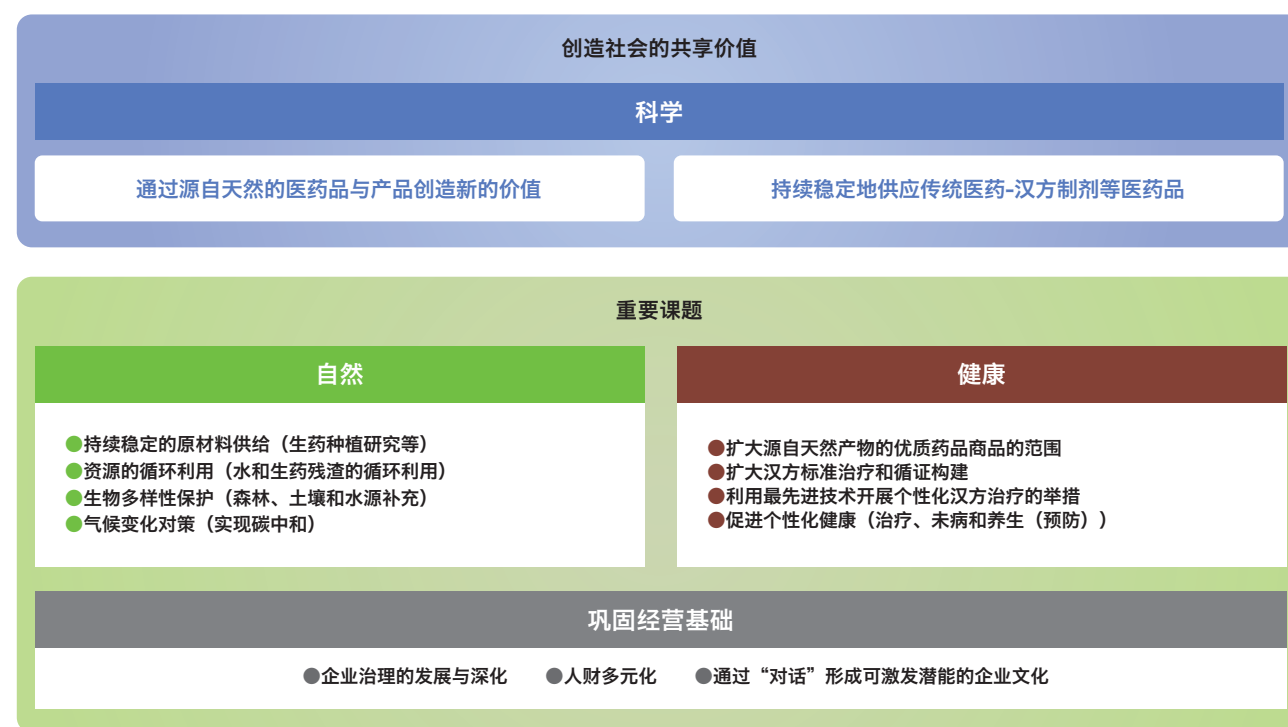 创造社会的共享价值
科学
通过源自天然的医药品与产品创造新的价值
持续稳定地供应传统医药-汉方制剂等医药品
重要课题
自然
●持续稳定的原材料供给（生药种植研究等）
●资源的循环利用（水和生药残渣的循环利用）
●生物多样性保护（森林、土壤和水源补充）
●气候变化对策（实现碳中和）
健康
●扩大源自天然产物的优质药品商品的范围
●扩大汉方标准治疗和循证构建
●利用最先进技术开展个性化汉方治疗的举措
●促进个性化健康（治疗、未病和养生（预防））
巩固经营基础
●企业治理的发展与深化 ●人财多元化 ●通过“对话”形成可激发潜能的企业文化